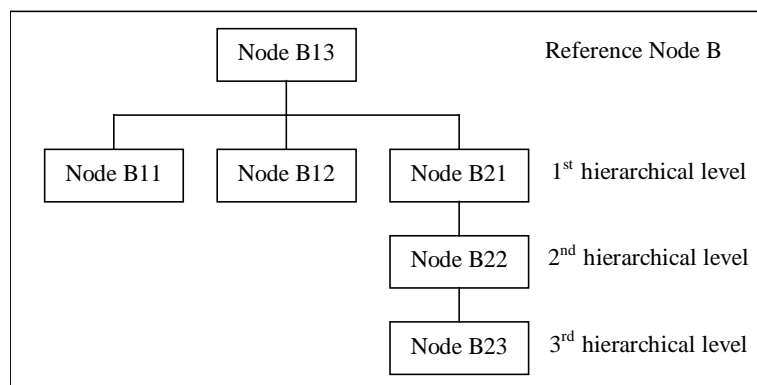 Node B13
Reference Node B
Node B11
Node B12
Node B21
1st hierarchical level
Node B22
2nd hierarchical level
Node B23
3rd hierarchical level